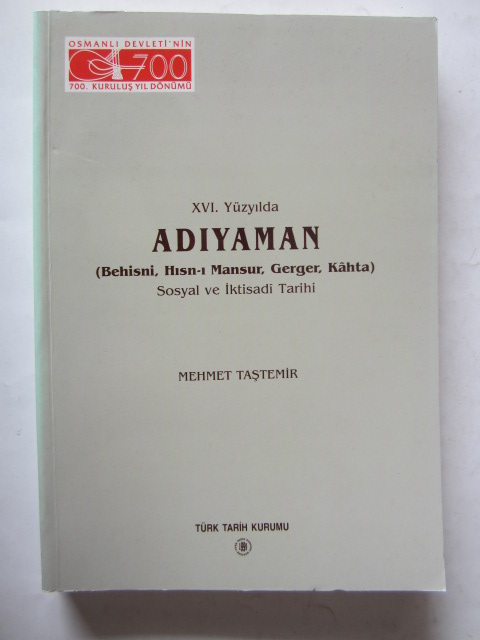 OSMANLI DEVLETİ'NİN
700
700. KURULUŞ YIL DÖNÜMÜ
XVI. Yüzyılda
ADIYAMAN
(Behisni, Hısn-ı Mansur, Gerger, Kâhta)
Sosyal ve İktisadi Tarihi
MEHMET TAŞTEMİR
TÜRK TARİH KURUMU